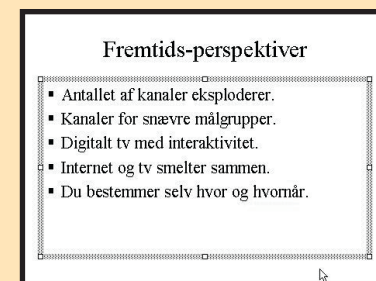 Fremtids-perspektiver
▪ Antallet af kanaler eksploderer.
▪ Kanaler for snævre målgrupper.
▪ Digitalt tv med interaktivitet.
▪ Internet og tv smelter sammen.
▪ Du bestemmer selv hvor og hvornår.